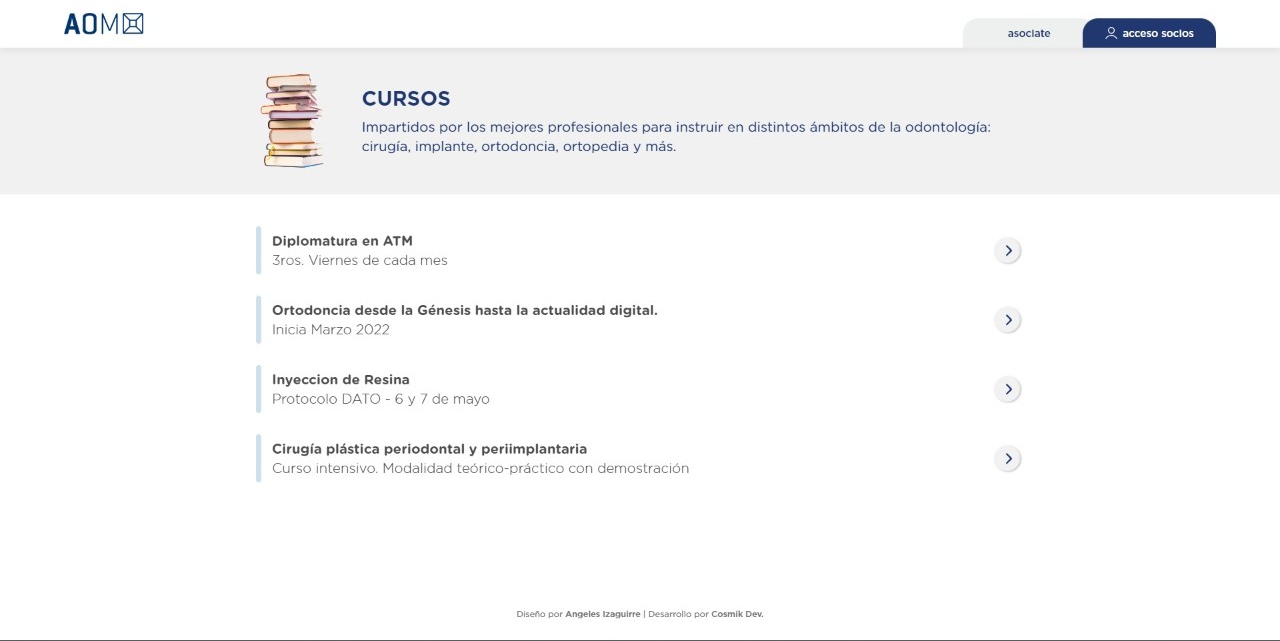 AOM
asociate
acceso socios
CURSOS
Impartidos por los mejores profesionales para instruir en distintos ámbitos de la odontología:
cirugía, implante, ortodoncia, ortopedia y más.
Diplomatura en ATM
3ros. Viernes de cada mes
Ortodoncia desde la Génesis hasta la actualidad digital.
Inicia Marzo 2022
Inyeccion de Resina
Protocolo DATO - 6 y 7 de mayo
Cirugía plástica periodontal y periimplantaria
Curso intensivo. Modalidad teórico-práctico con demostración
Diseño por Angeles Izaguirre | Desarrollo por Cosmik Dev.